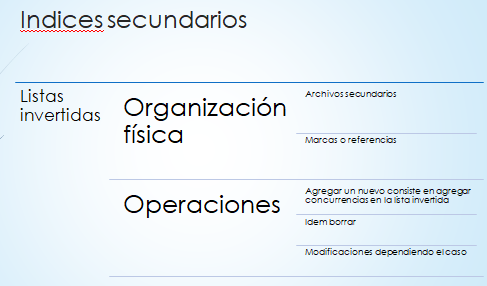 Indices secundarios
Listas
invertidas
Organización
física
Archivos secundarios
Marcas o referencias
Operaciones
Agregar un nuevo consiste en agregar
concurrencias en la lista invertida
Idem borrar
Modificaciones dependiendo el caso